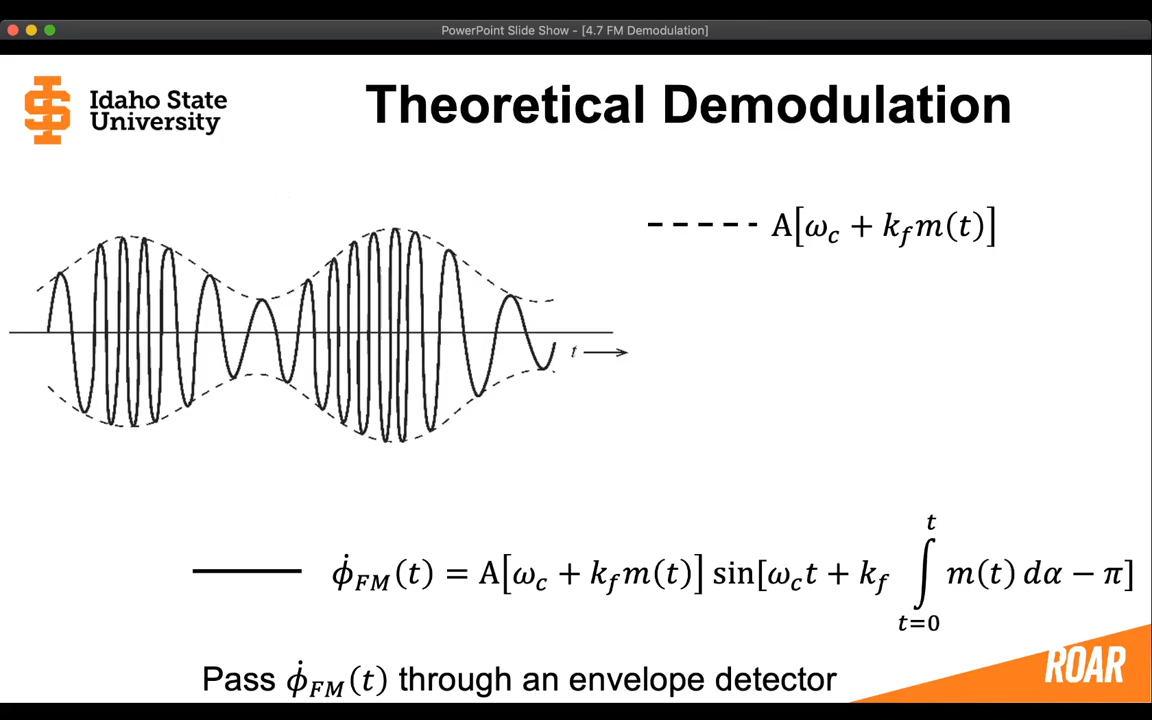 PowerPoint Slide Show - [4.7 FM Demodulation]
Idaho State
University
Theoretical Demodulation
A[ω_c + k_f m(t)]
t
ϕ̇_FM(t) = A[ω_c + k_f m(t)] sin[ω_c t + k_f ∫_{t=0}^{t} m(t) dα − π]
Pass ϕ̇_FM(t) through an envelope detector
ROAR